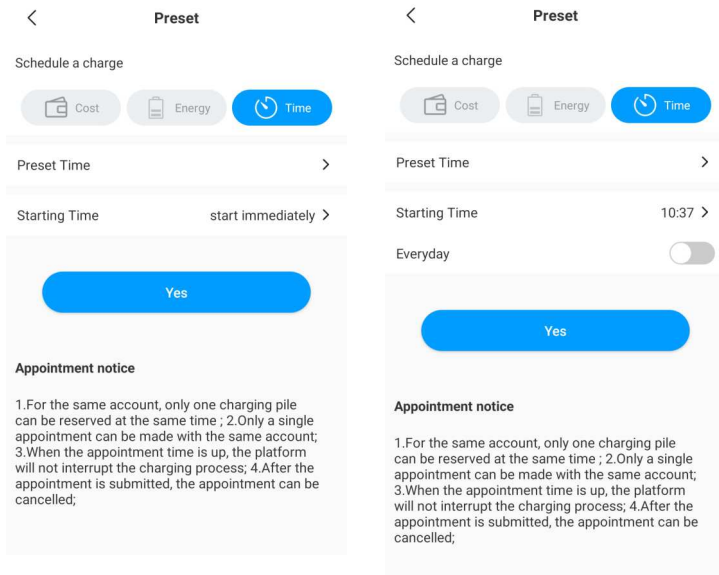 Preset
Schedule a charge
Cost Energy Time
Preset Time
Starting Time start immediately
Yes
Appointment notice
1.For the same account, only one charging pile
can be reserved at the same time ; 2.Only a single
appointment can be made with the same account;
3.When the appointment time is up, the platform
will not interrupt the charging process; 4.After the
appointment is submitted, the appointment can be
cancelled;
Preset
Schedule a charge
Cost Energy Time
Preset Time
Starting Time 10:37
Everyday
Yes
Appointment notice
1.For the same account, only one charging pile
can be reserved at the same time ; 2.Only a single
appointment can be made with the same account;
3.When the appointment time is up, the platform
will not interrupt the charging process; 4.After the
appointment is submitted, the appointment can be
cancelled;